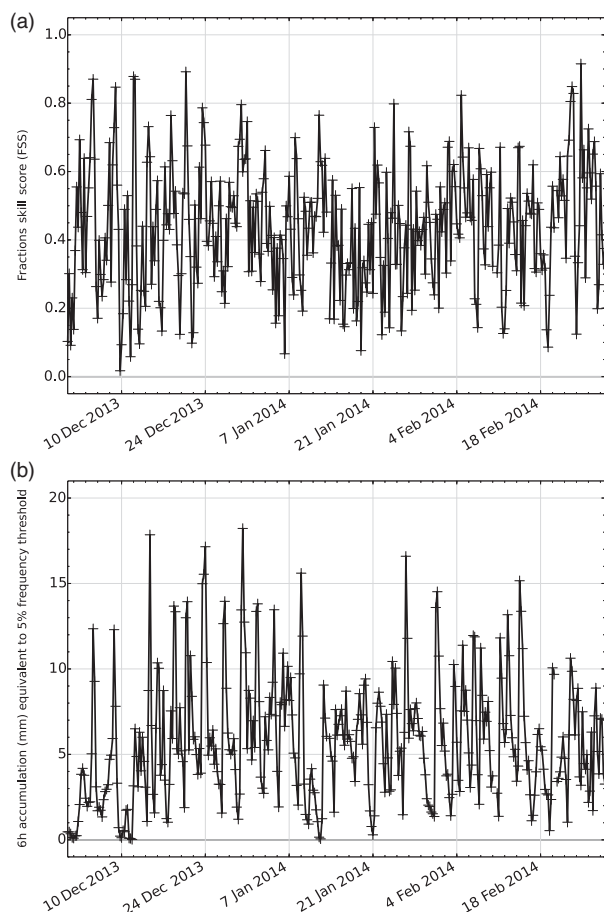 (a)
Fractions skill score (FSS)
1.0
0.8
0.6
0.4
0.2
0.0
10 Dec 2013
24 Dec 2013
7 Jan 2014
21 Jan 2014
4 Feb 2014
18 Feb 2014
(b)
6h accumulation (mm) equivalent to 5% frequency threshold
20
15
10
5
0
10 Dec 2013
24 Dec 2013
7 Jan 2014
21 Jan 2014
4 Feb 2014
18 Feb 2014